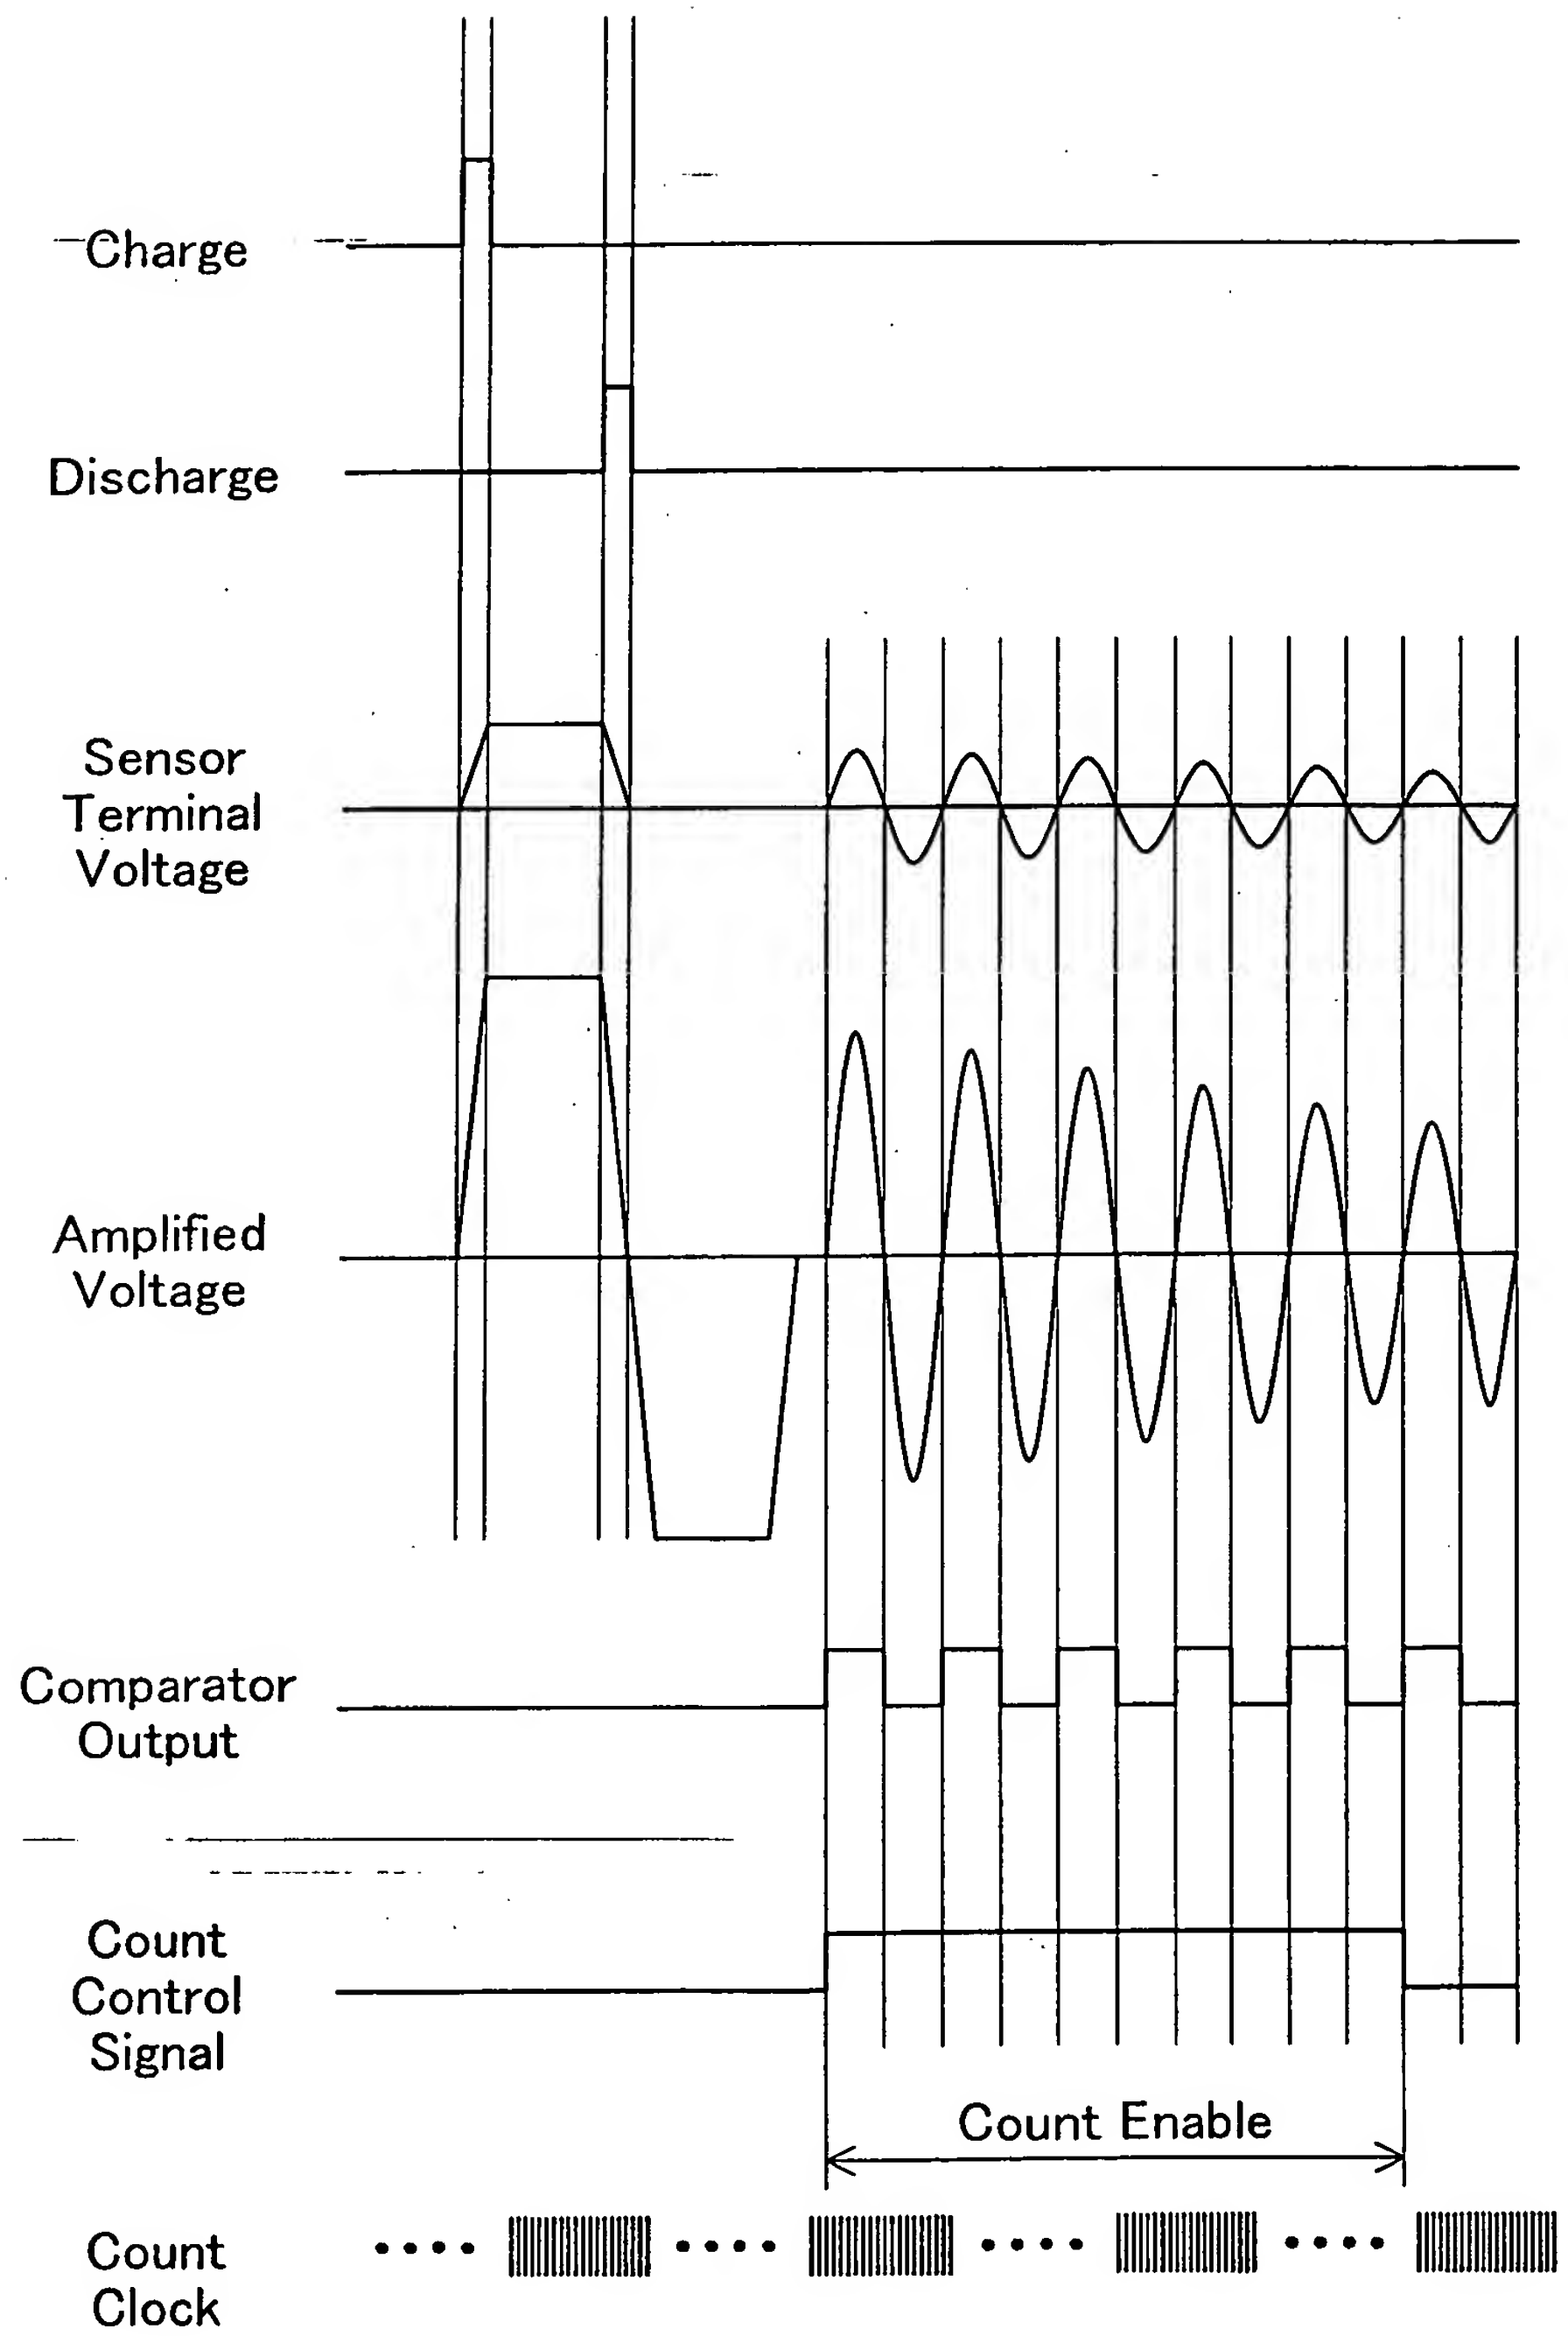 Charge
Discharge
Sensor
Terminal
Voltage
Amplified
Voltage
Comparator
Output
Count
Control
Signal
Count Enable
Count
Clock